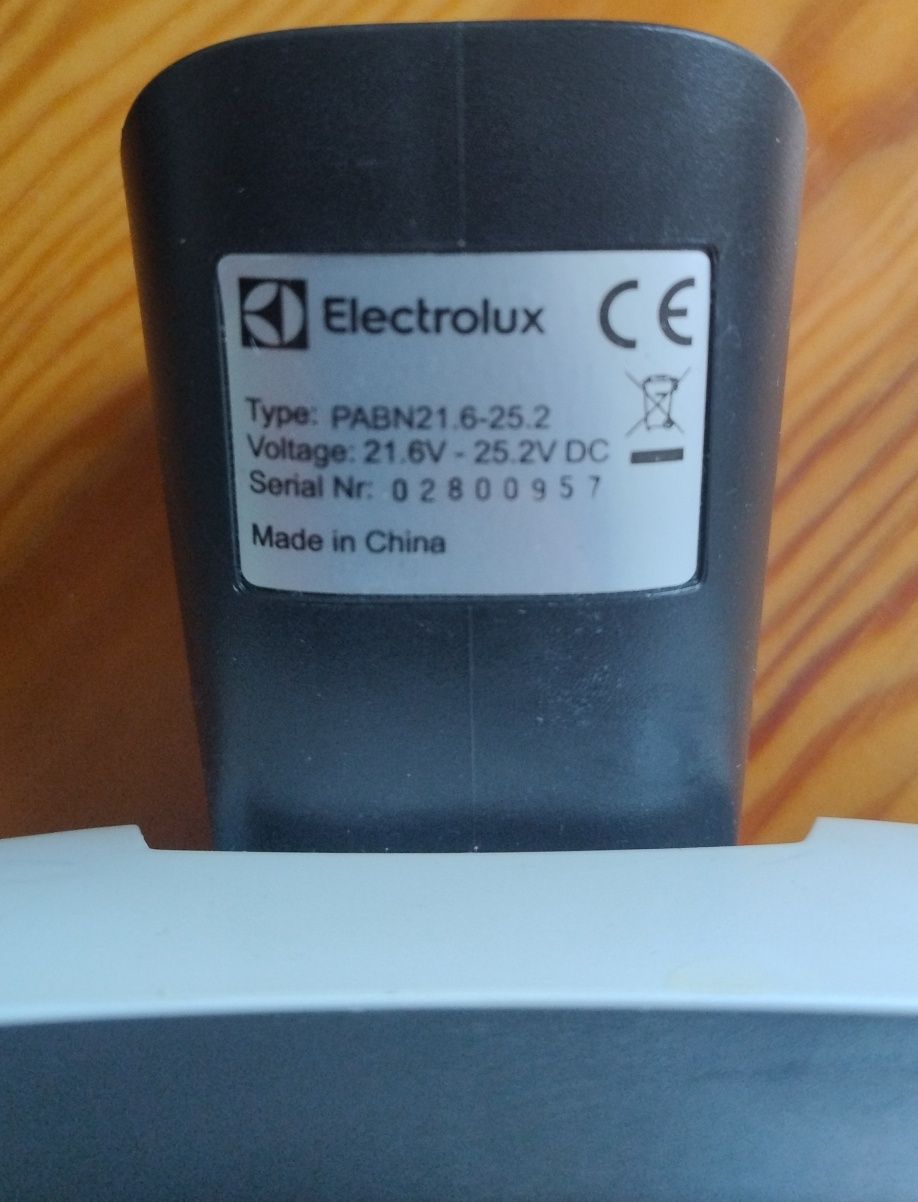 Electrolux CE
Type: PABN21.6-25.2
Voltage: 21.6V - 25.2V DC
Serial Nr: 02800957
Made in China